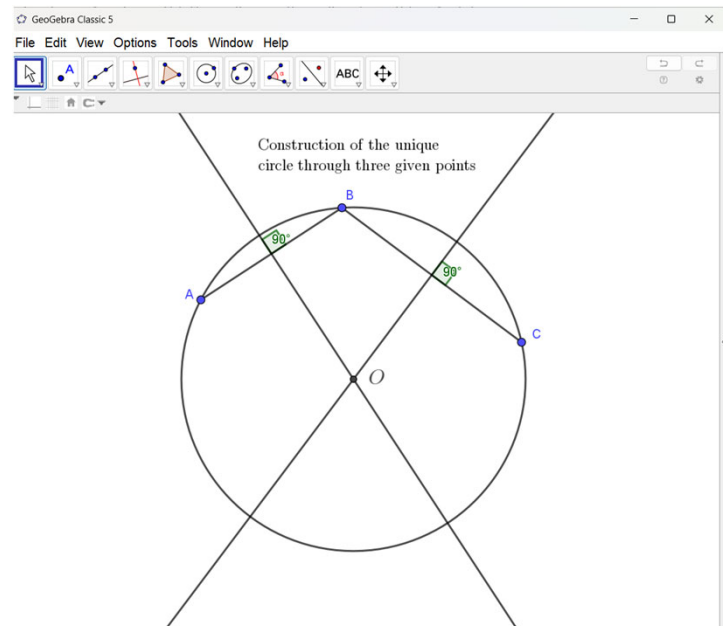 GeoGebra Classic 5
File Edit View Options Tools Window Help
A
ABC
Construction of the unique
circle through three given points
B
90°
90°
A
C
O